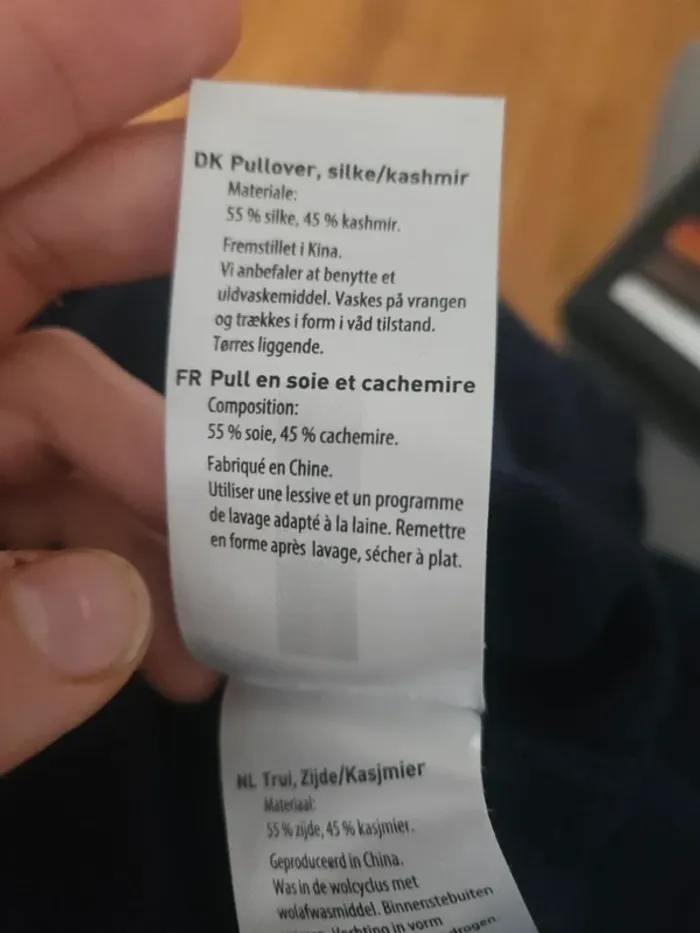 DK Pullover, silke/kashmir
Materiale:
55 % silke, 45 % kashmir.
Fremstillet i Kina.
Vi anbefaler at benytte et
uldvaskemiddel. Vaskes på vrangen
og trækkes i form i våd tilstand.
Tørres liggende.
FR Pull en soie et cachemire
Composition:
55 % soie, 45 % cachemire.
Fabriqué en Chine.
Utiliser une lessive et un programme
de lavage adapté à la laine. Remettre
en forme après lavage, sécher à plat.
NL Trui, Zijde/Kasjmier
Materiaal:
55 % zijde, 45 % kasjmier.
Geproduceerd in China.
Was in de wolcyclus met
wolafwasmiddel. Binnenstebuiten
in vorm